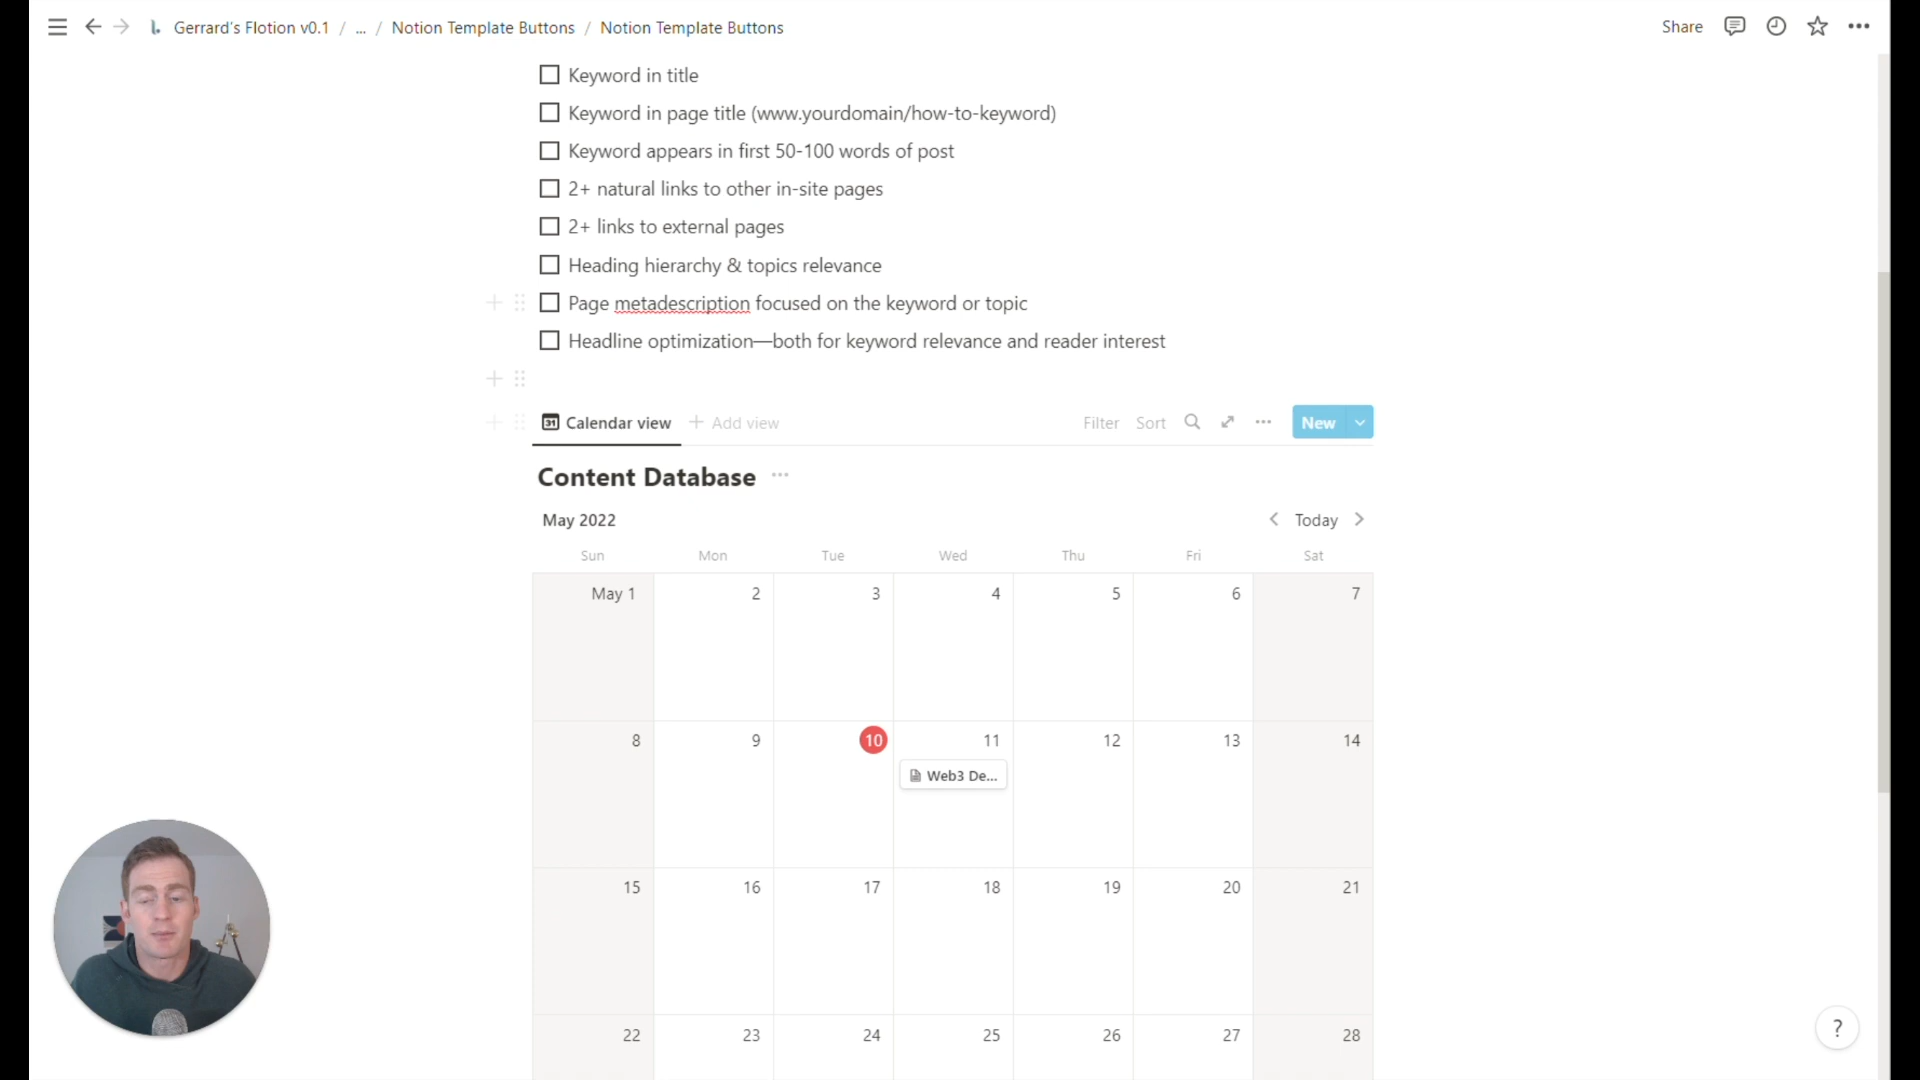 Gerrard's Flotion v0.1 / ... / Notion Template Buttons / Notion Template Buttons Share
Keyword in title
Keyword in page title (www.yourdomain/how-to-keyword)
Keyword appears in first 50-100 words of post
2+ natural links to other in-site pages
2+ links to external pages
Heading hierarchy & topics relevance
Page metadescription focused on the keyword or topic
Headline optimization—both for keyword relevance and reader interest
31 Calendar view + Add view Filter Sort ... New
Content Database ...
May 2022 < Today >
Sun Mon Tue Wed Thu Fri Sat
May 1 2 3 4 5 6 7
8 9 10 11 12 13 14
Web3 De...
15 16 17 18 19 20 21
22 23 24 25 26 27 28
?